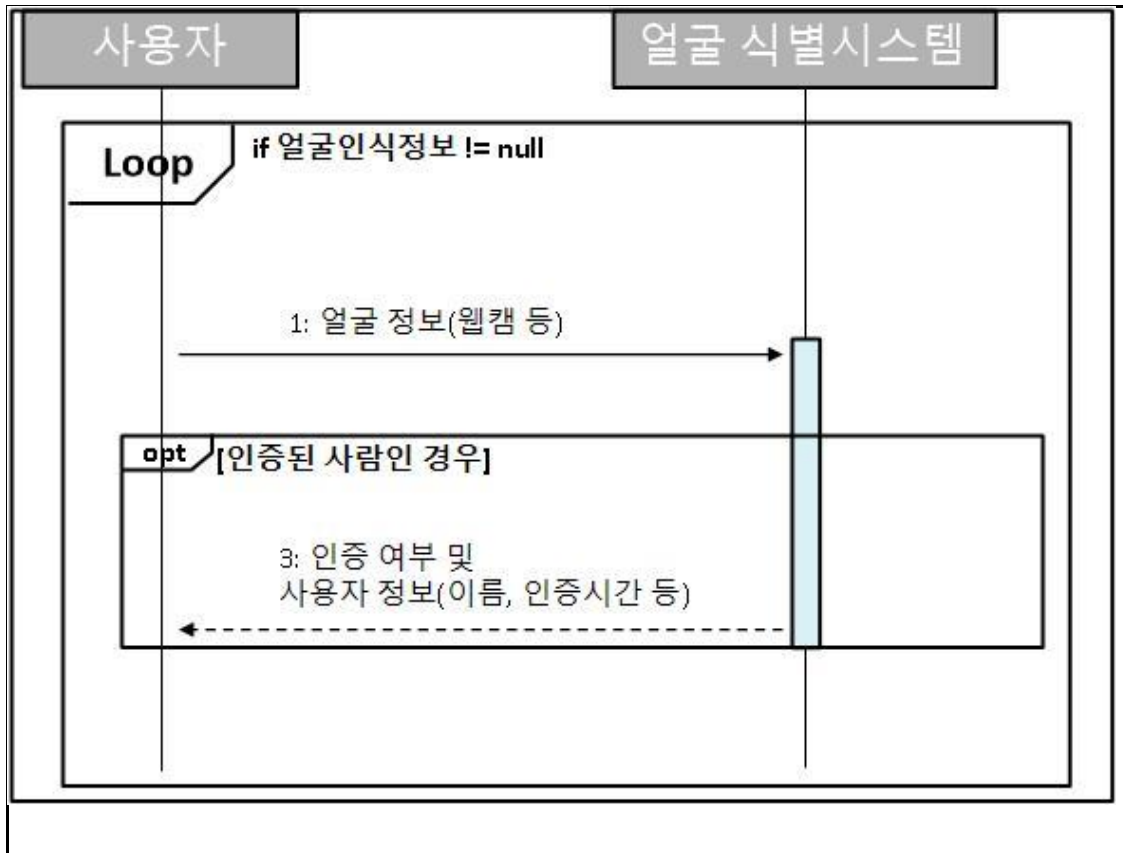 사용자
얼굴 식별시스템
Loop
if 얼굴인식정보 != null
1: 얼굴 정보(웹캠 등)
opt
[인증된 사람인 경우]
3: 인증 여부 및
사용자 정보(이름, 인증시간 등)